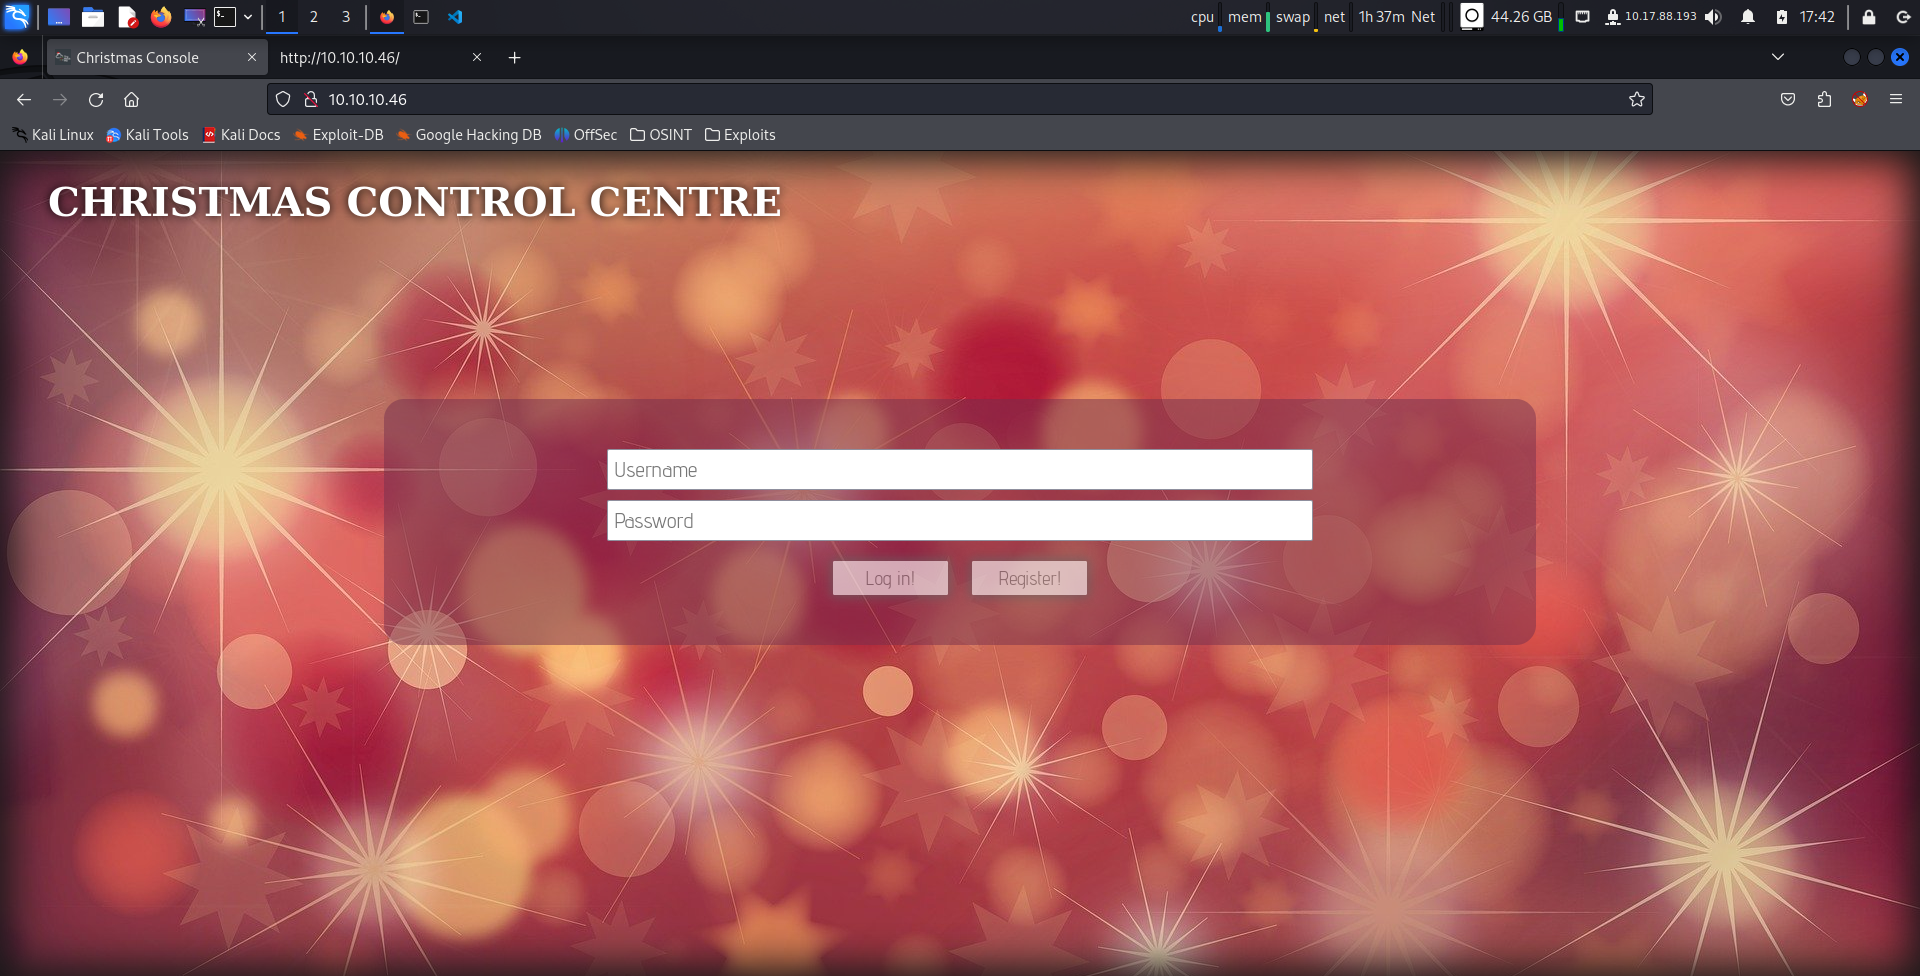 1 2 3 cpu mem swap net 1h 37m Net 44.26 GB 10.17.88.193 17:42
Christmas Console http://10.10.10.46/
10.10.10.46
Kali Linux Kali Tools Kali Docs Exploit-DB Google Hacking DB OffSec OSINT Exploits
CHRISTMAS CONTROL CENTRE
Username
Password
Log in! Register!